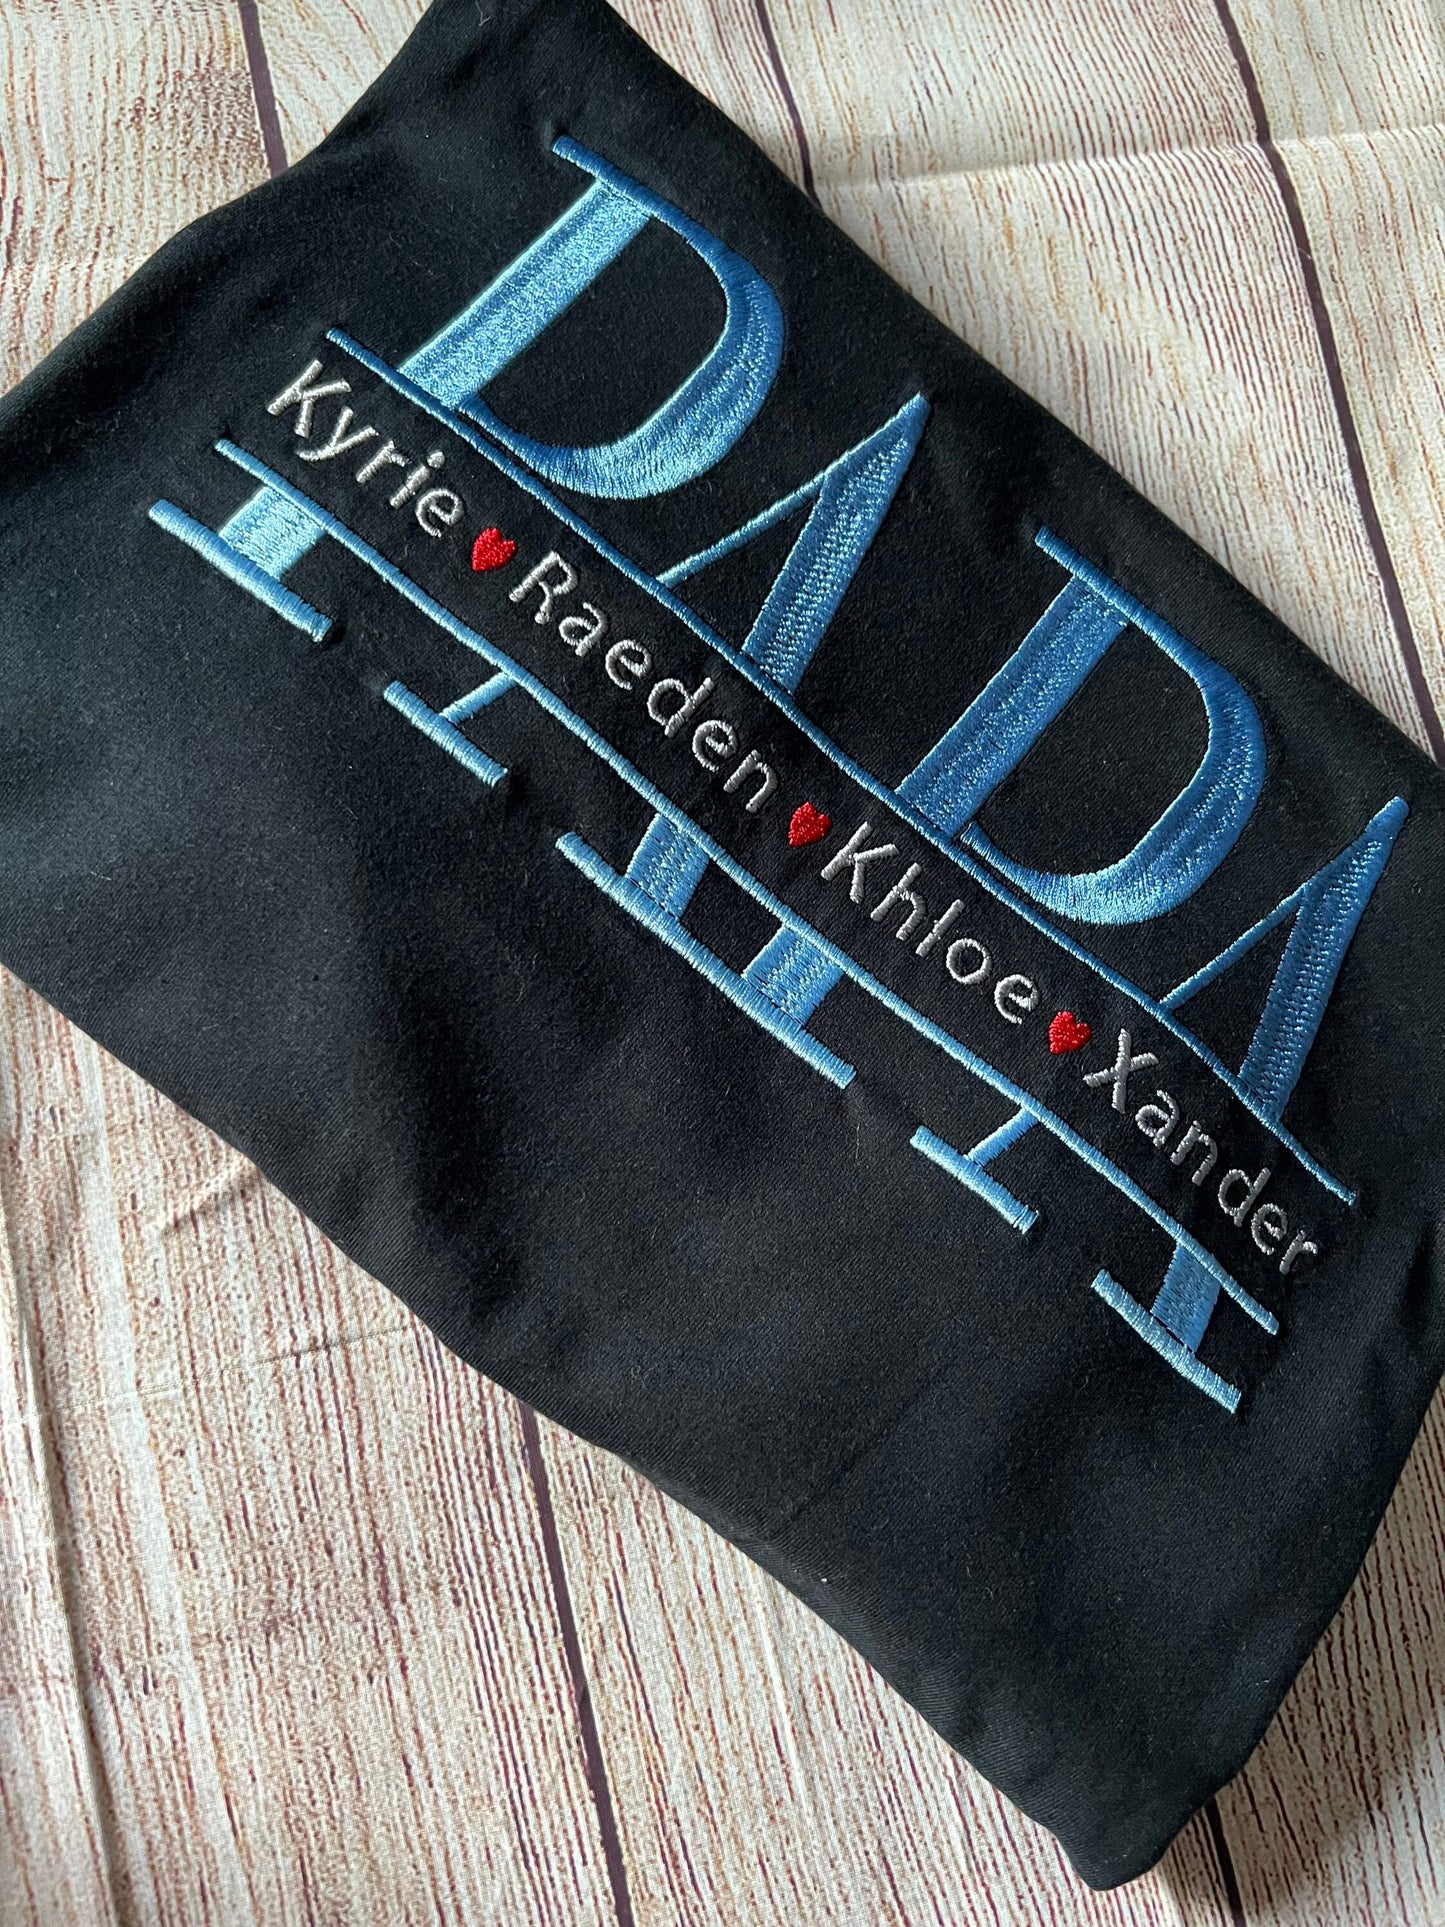 DADA
Kyrie ♥ Raeden ♥ Khloe ♥ Xander